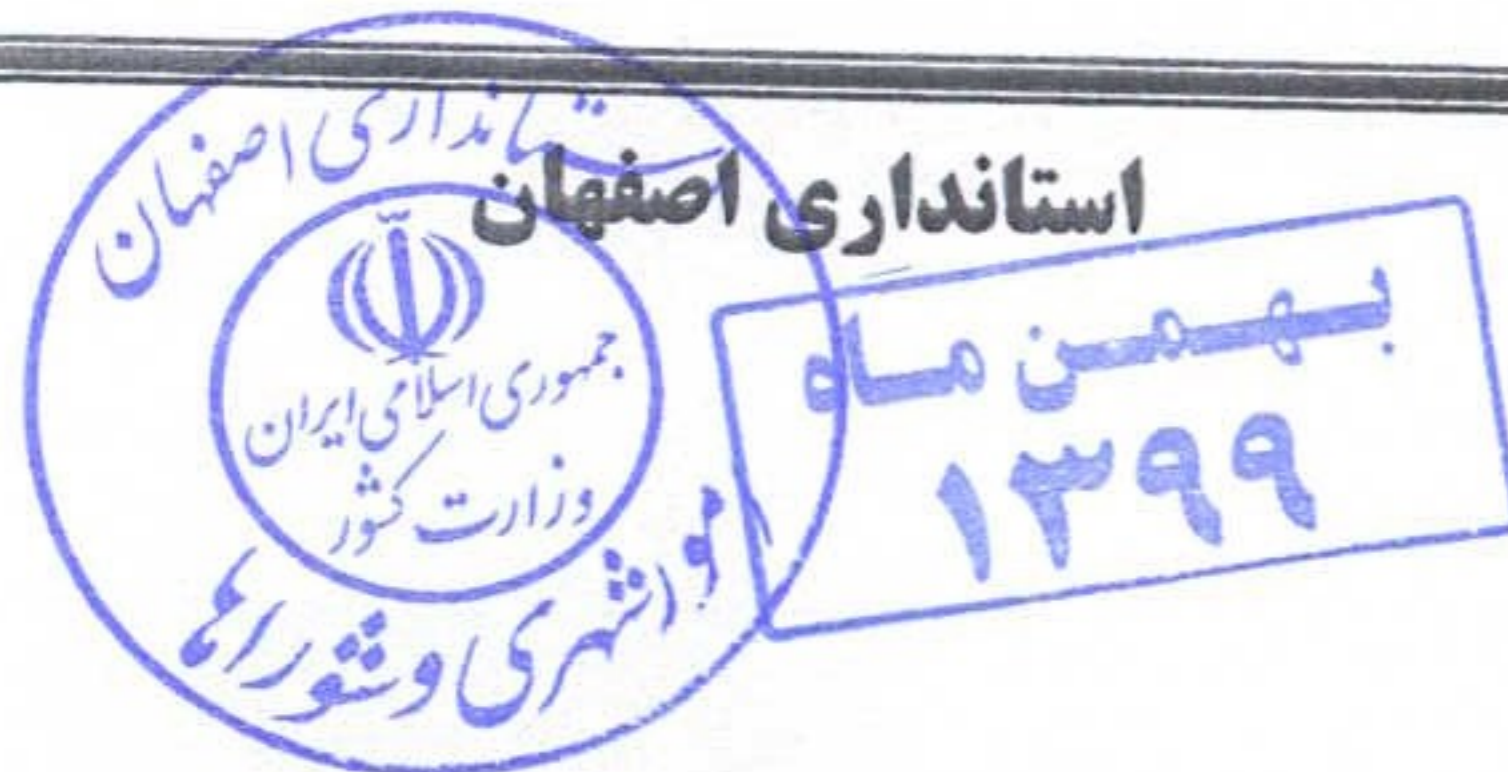 استانداری اصفهان
استانداری اصفهان
جمهوری اسلامی ایران
وزارت کشور
امور شهری و شوراها
بهمن ماه
۱۳۹۹